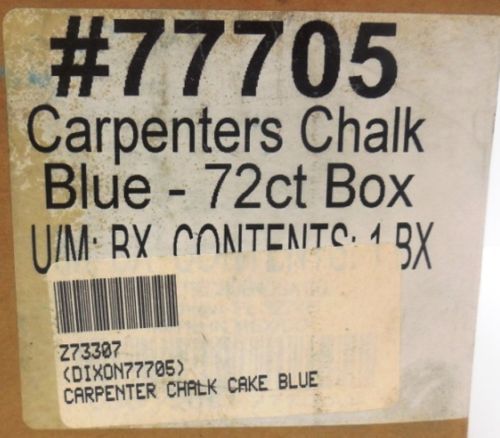 #77705
Carpenters Chalk
Blue - 72ct Box
U/M: BX CONTENTS: 1 BX
Z73307
(DIXON77705)
CARPENTER CHALK CAKE BLUE